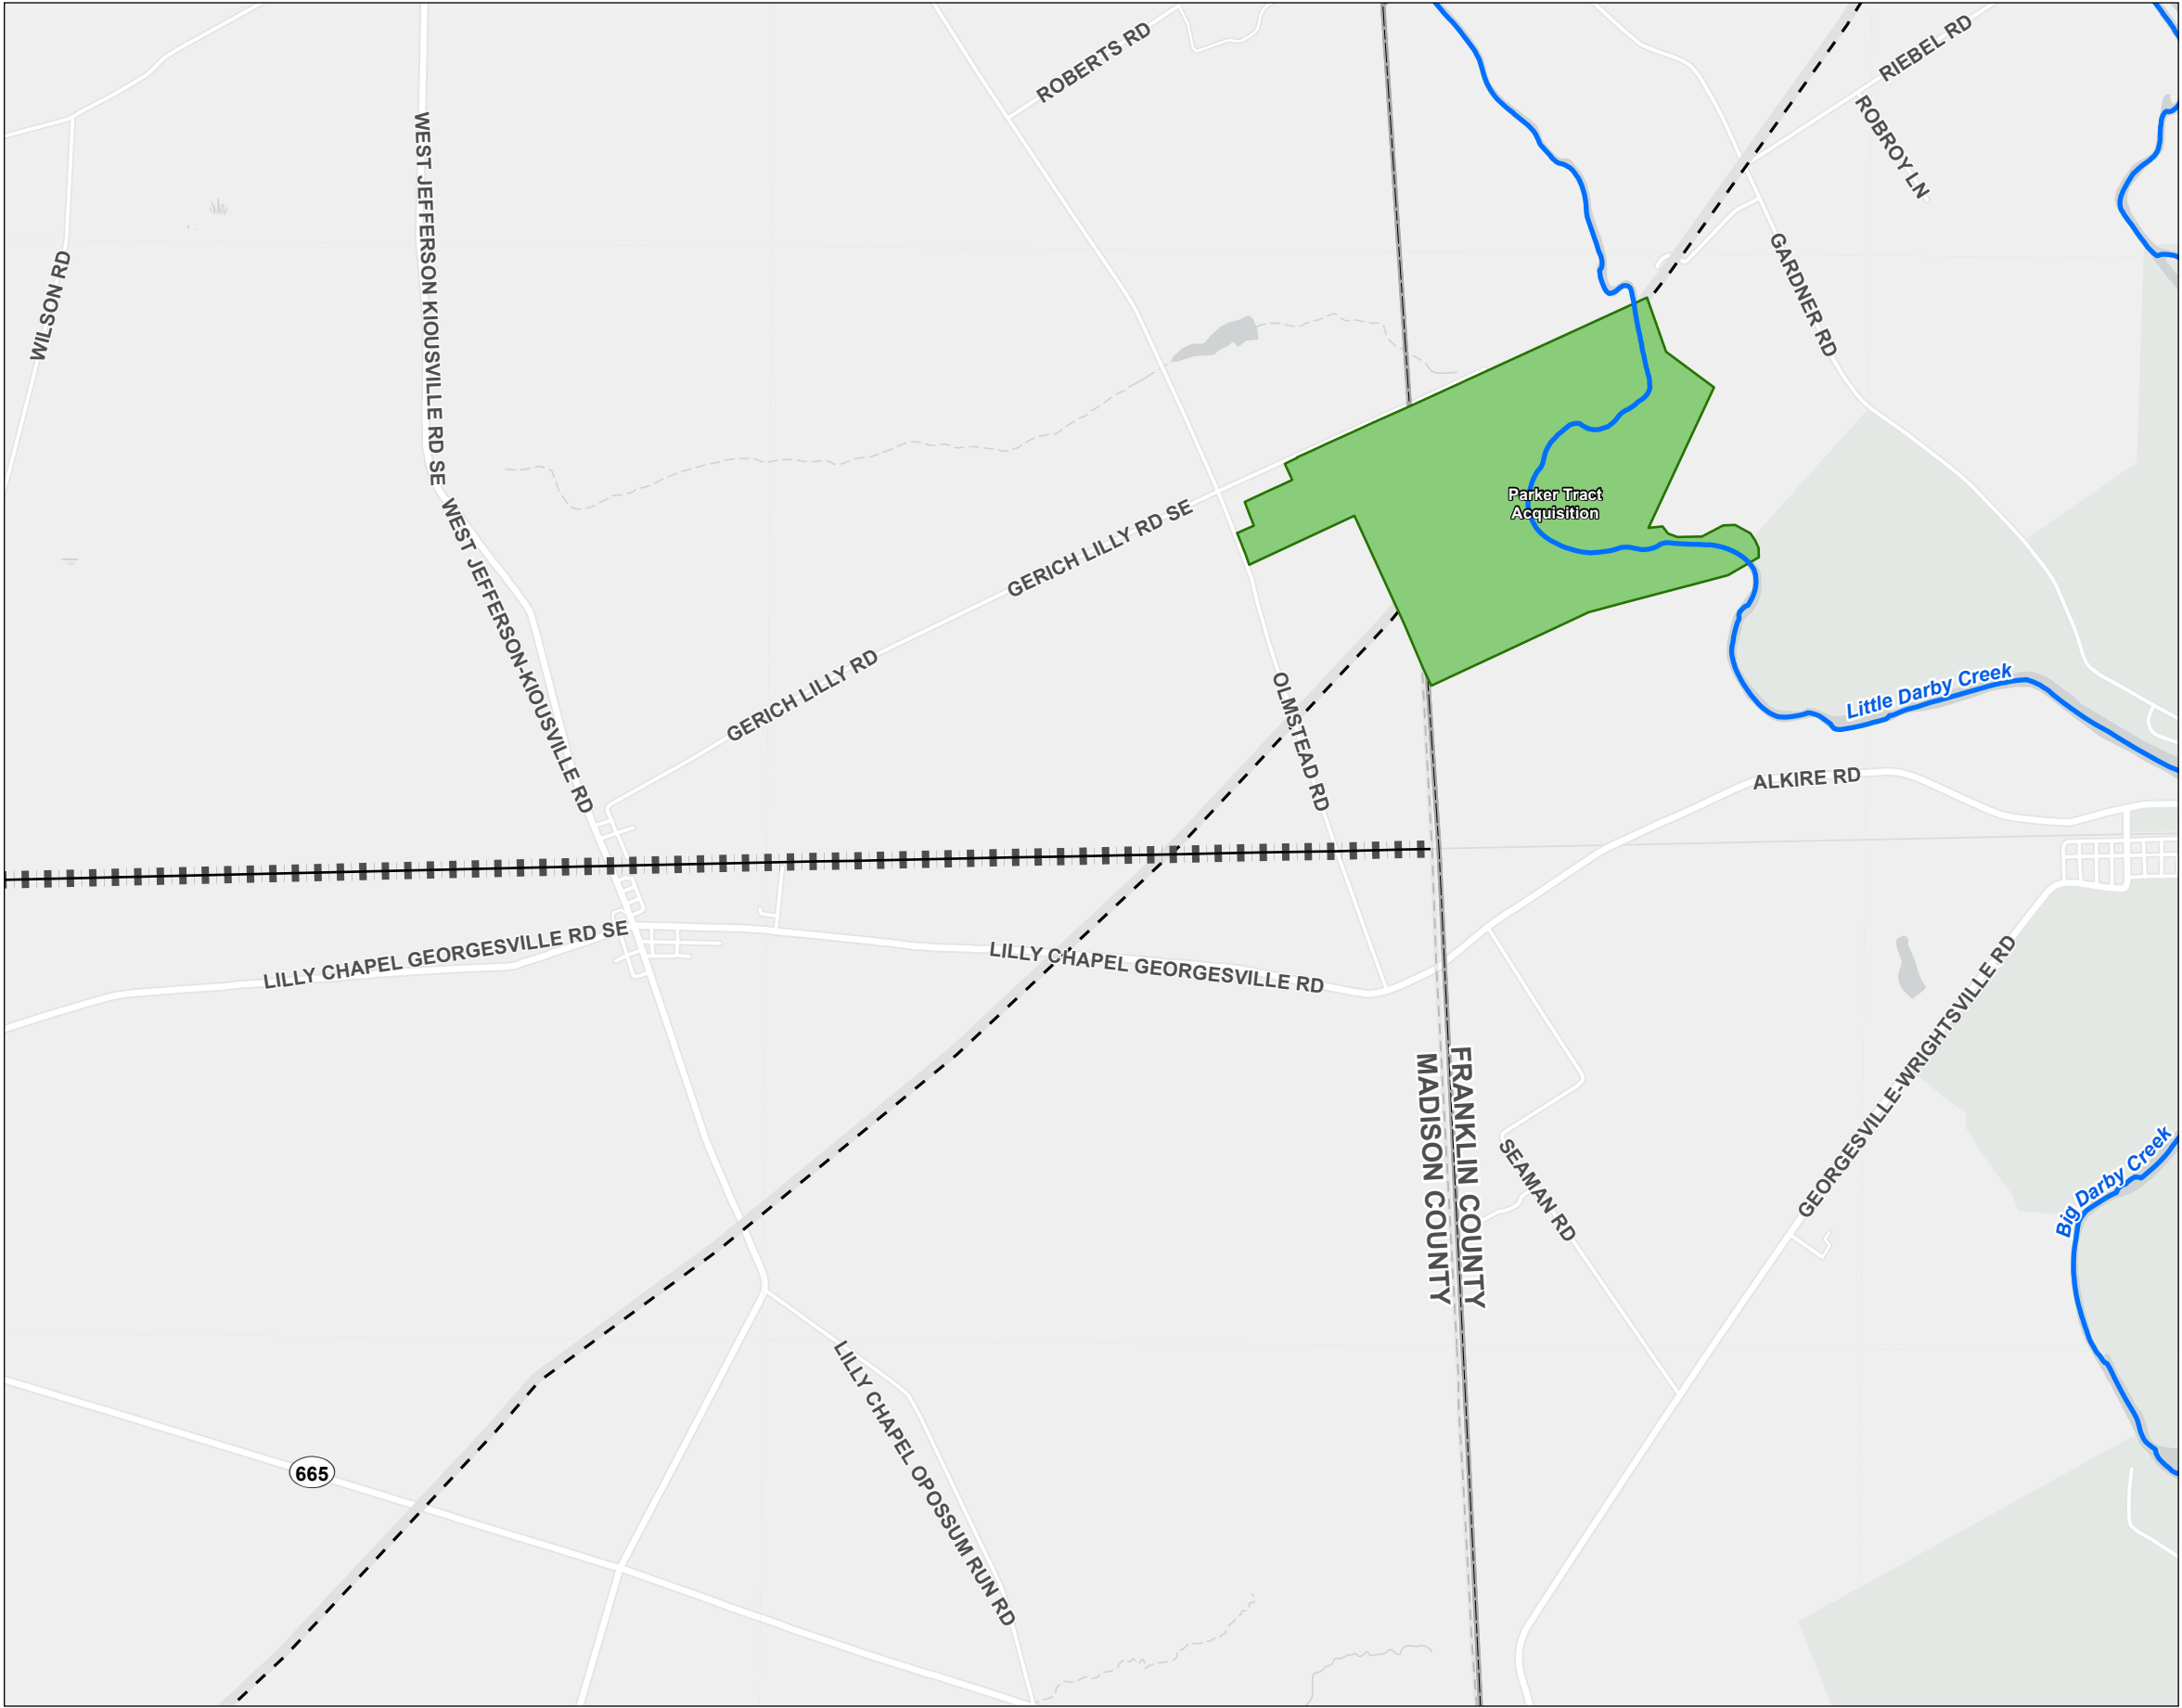 ROBERTS RD
RIEBEL RD
ROBROY LN
WEST JEFFERSON KIOUSVILLE RD SE
WILSON RD
GARDNER RD
Parker Tract
Acquisition
GERICH LILLY RD SE
WEST JEFFERSON-KIOUSVILLE RD
GERICH LILLY RD
OLMSTEAD RD
Little Darby Creek
ALKIRE RD
LILLY CHAPEL GEORGESVILLE RD SE
LILLY CHAPEL GEORGESVILLE RD
GEORGESVILLE-WRIGHTSVILLE RD
FRANKLIN COUNTY
MADISON COUNTY
SEAMAN RD
Big Darby Creek
LILLY CHAPEL OPOSSUM RUN RD
665